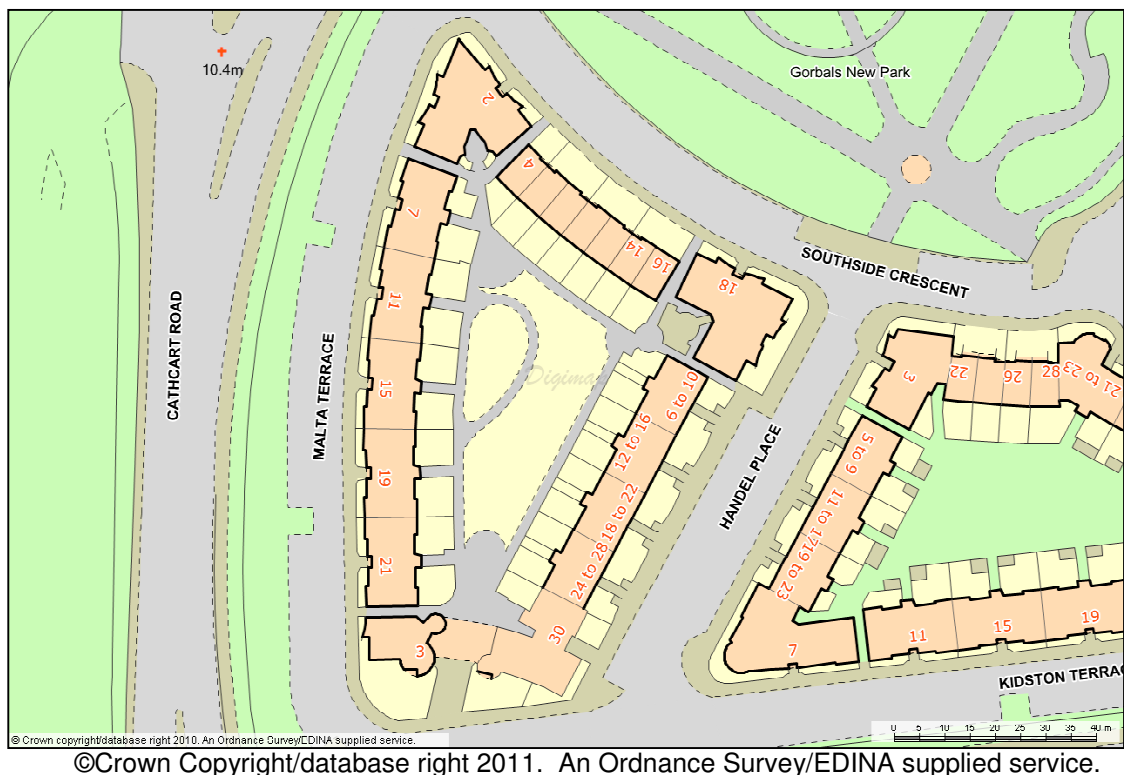 10.4m
Gorbals New Park
2
4
7
14
16
18
SOUTHSIDE CRESCENT
11
CATHCART ROAD
MALTA TERRACE
15
19
21
3
6 to 10
12 to 16
18 to 22
24 to 28
30
HANDEL PLACE
3
22
26
28
21 to 23
5 to 9
11 to 17
19 to 23
7
11
15
19
KIDSTON TERRAC
Digimap
0 5 10 15 20 25 30 35 40 m
© Crown copyright/database right 2010. An Ordnance Survey/EDINA supplied service.
©Crown Copyright/database right 2011. An Ordnance Survey/EDINA supplied service.